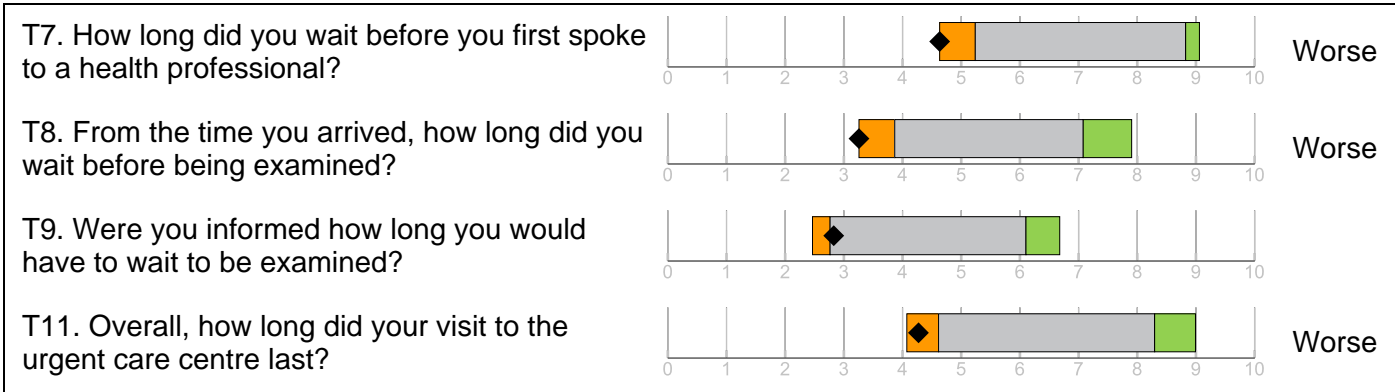 T7. How long did you wait before you first spoke
to a health professional?
Worse
0 1 2 3 4 5 6 7 8 9 10
T8. From the time you arrived, how long did you
wait before being examined?
Worse
0 1 2 3 4 5 6 7 8 9 10
T9. Were you informed how long you would
have to wait to be examined?
0 1 2 3 4 5 6 7 8 9 10
T11. Overall, how long did your visit to the
urgent care centre last?
Worse
0 1 2 3 4 5 6 7 8 9 10